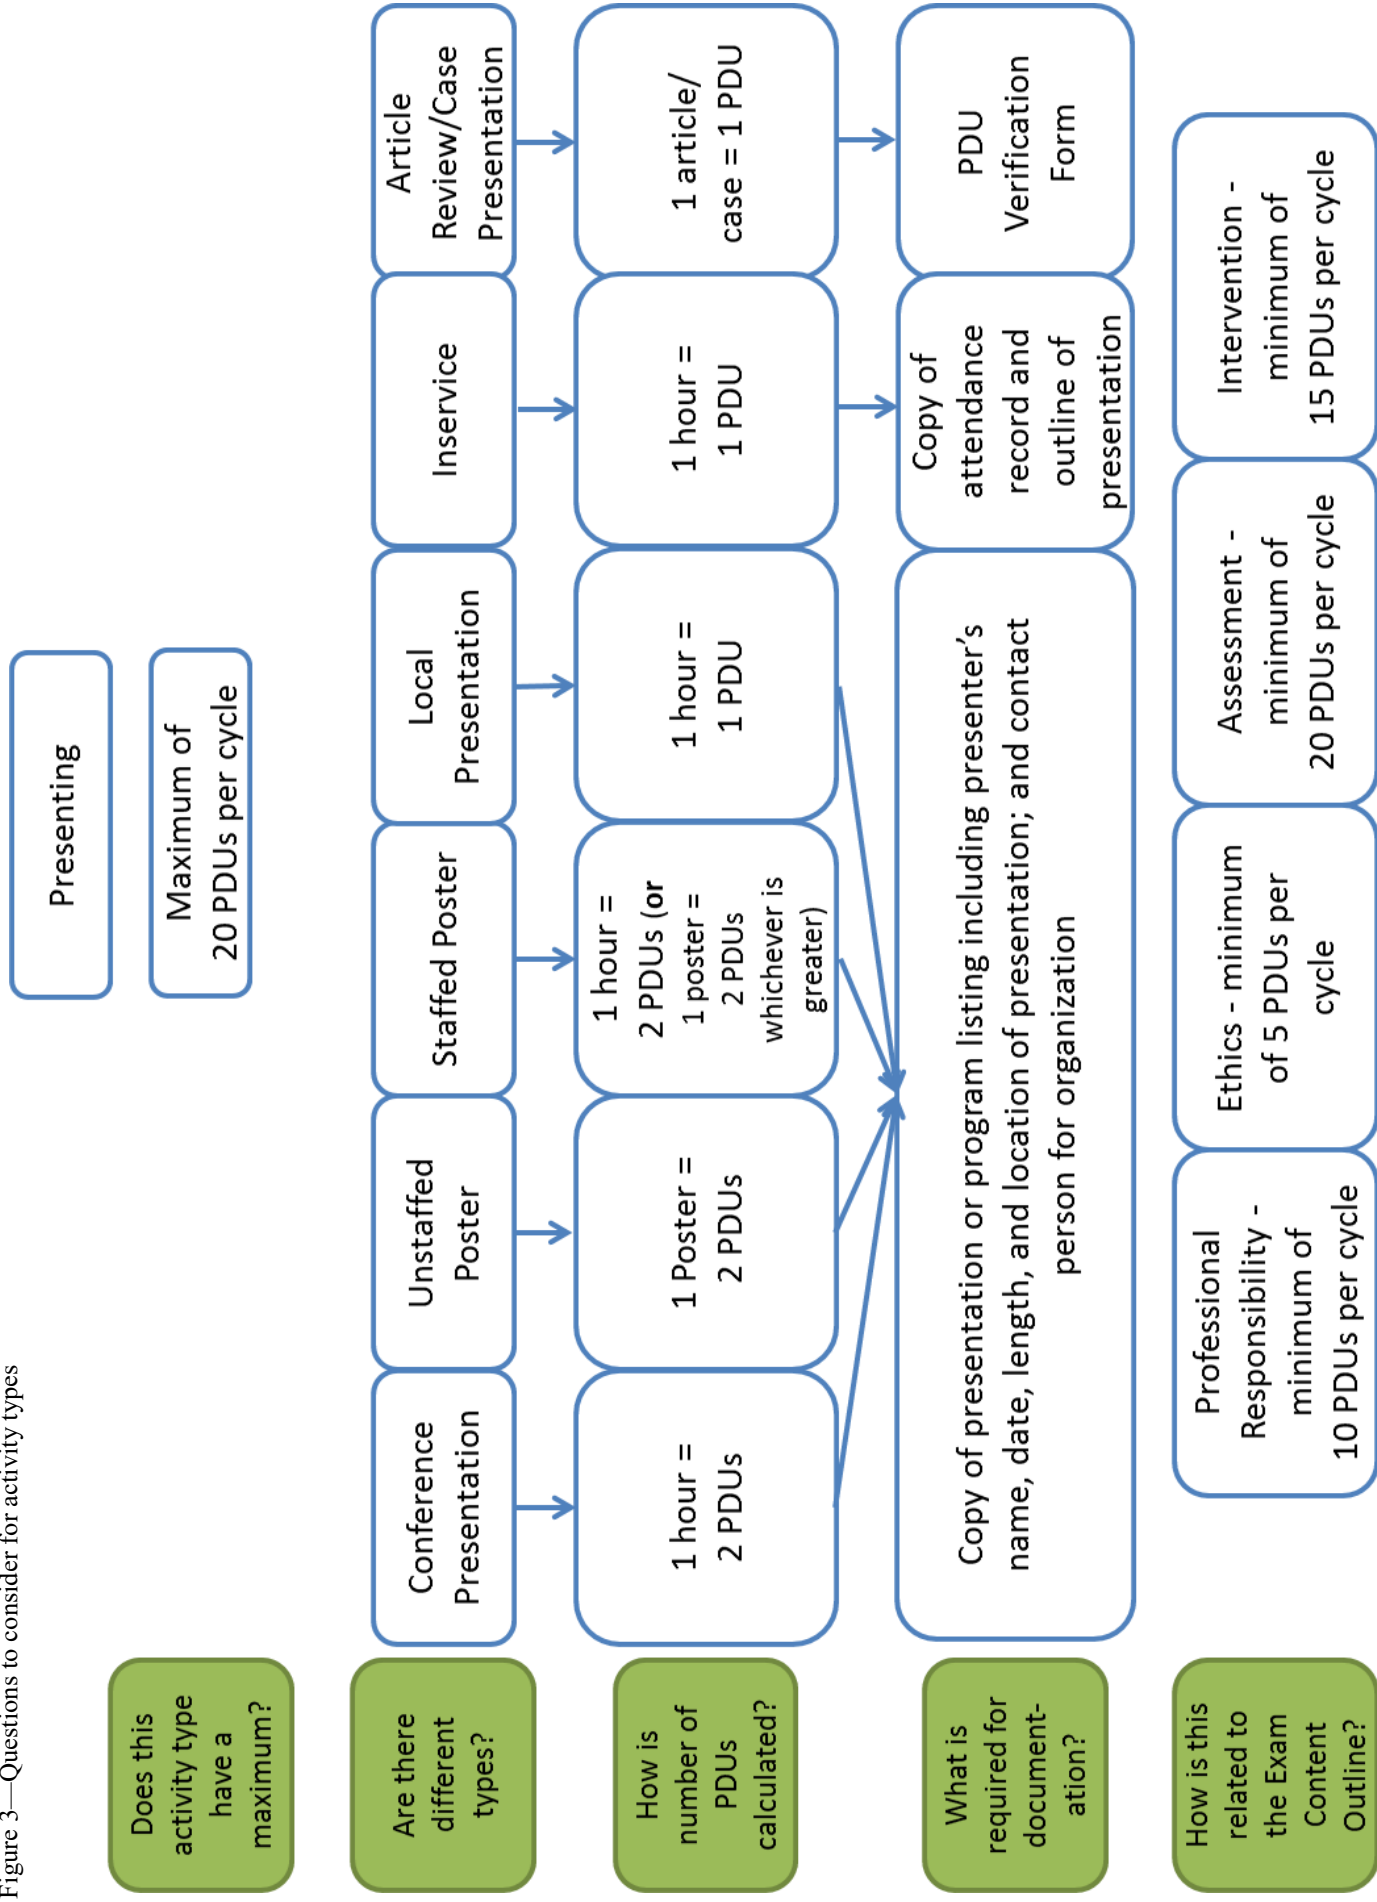 Figure 3—Questions to consider for activity types
Presenting
Does this
activity type
have a
maximum?
Maximum of
20 PDUs per cycle
Are there
different
types?
Conference
Presentation
Unstaffed
Poster
Staffed Poster
Local
Presentation
Inservice
Article
Review/Case
Presentation
How is
number of
PDUs
calculated?
1 hour =
2 PDUs
1 Poster =
2 PDUs
1 hour =
2 PDUs (or
1 poster =
2 PDUs
whichever is
greater)
1 hour =
1 PDU
1 hour =
1 PDU
1 article/
case = 1 PDU
What is
required for
document-
ation?
Copy of presentation or program listing including presenter’s
name, date, length, and location of presentation; and contact
person for organization
Copy of
attendance
record and
outline of
presentation
PDU
Verification
Form
How is this
related to
the Exam
Content
Outline?
Professional
Responsibility -
minimum of
10 PDUs per cycle
Ethics - minimum
of 5 PDUs per
cycle
Assessment -
minimum of
20 PDUs per cycle
Intervention -
minimum of
15 PDUs per cycle